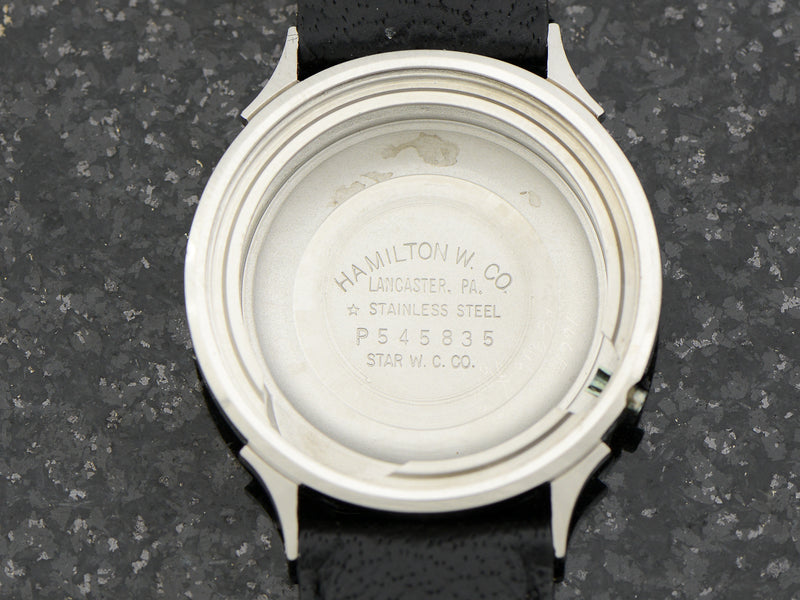 HAMILTON W. CO.
LANCASTER, PA.
☆ STAINLESS STEEL
P545835
STAR W. C. CO.